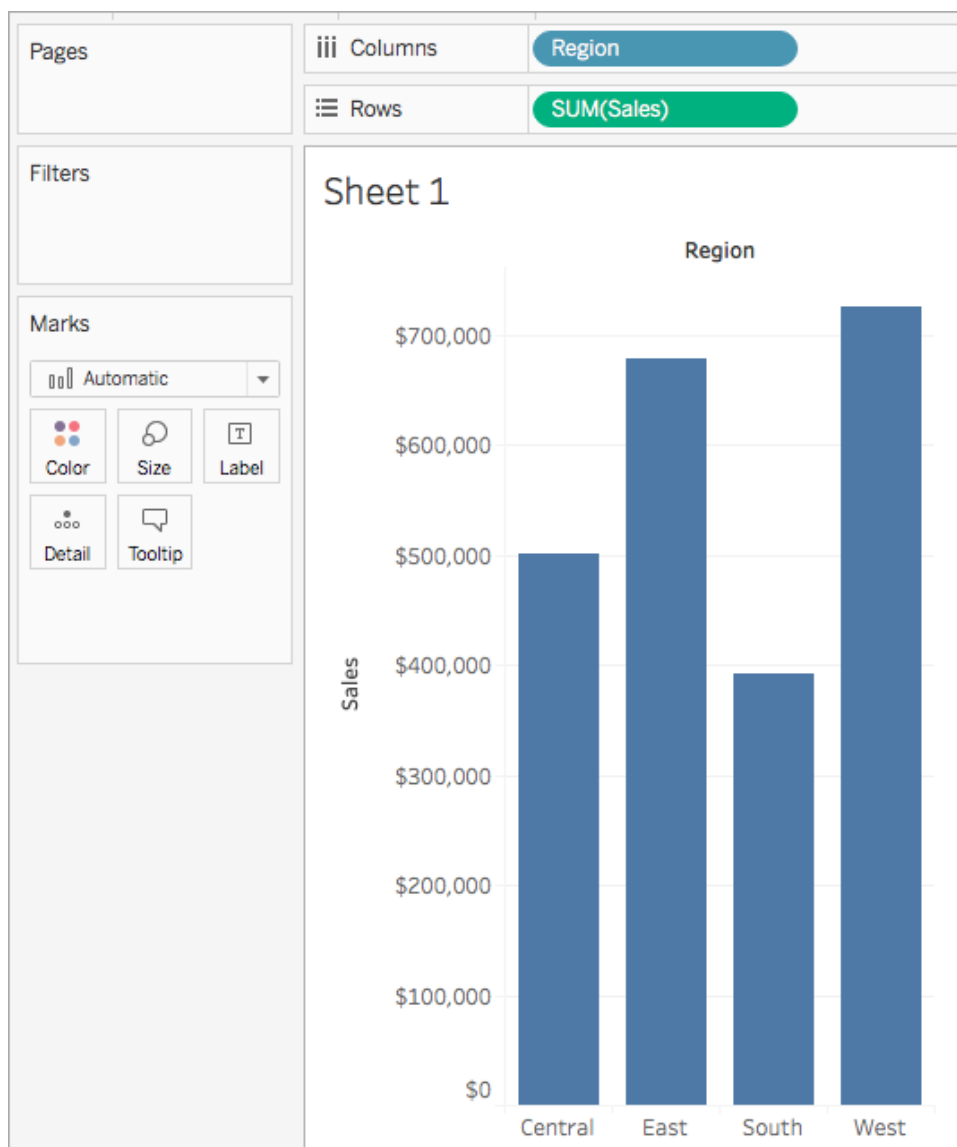 Pages
Columns
Region
Rows
SUM(Sales)
Filters
Marks
Automatic
Color
Size
T
Label
Detail
Tooltip
Sheet 1
Region
Sales
$700,000
$600,000
$500,000
$400,000
$300,000
$200,000
$100,000
$0
Central
East
South
West